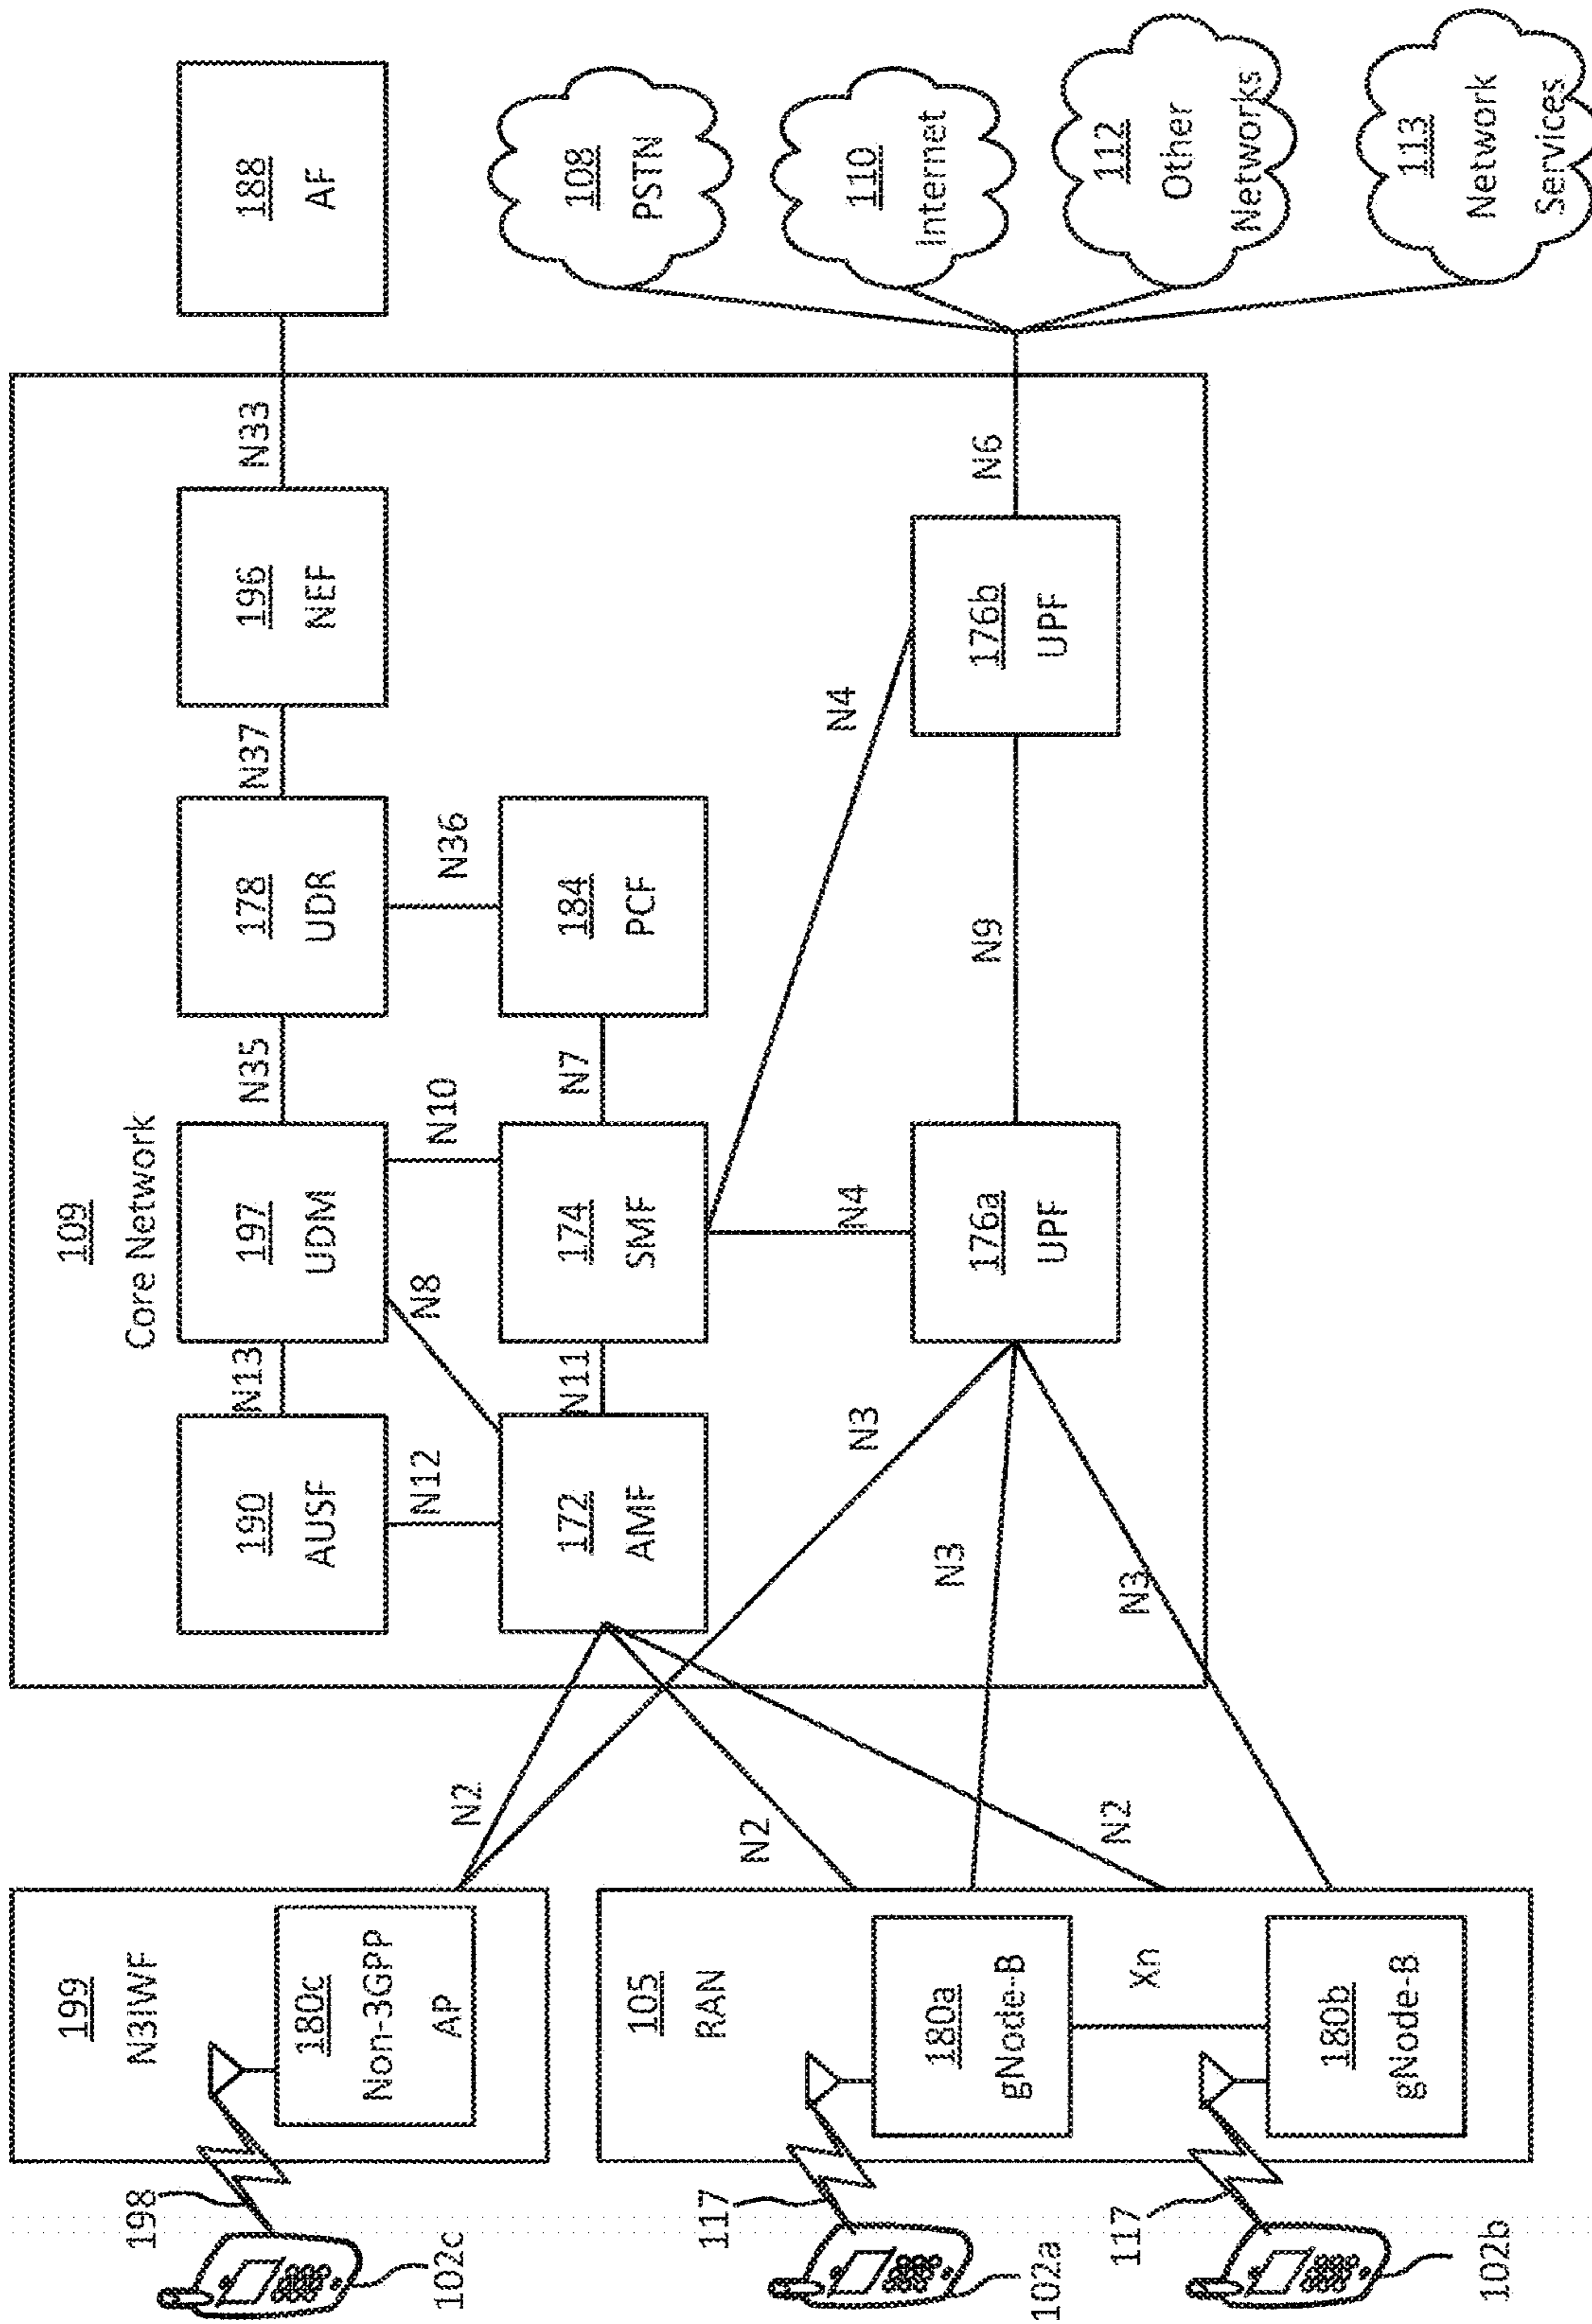 199
N3IWF
180c
Non-3GPP
AP
198
102c
105
RAN
180a
gNode-B
Xn
180b
gNode-B
117
102a
117
102b
N2
N2
N2
N3
N3
N3
109
Core Network
190
AUSF
N13
197
UDM
N35
178
UDR
N37
196
NEF
N33
188
AF
N12
N8
N10
N36
172
AMF
N11
174
SMF
N7
184
PCF
N4
N4
176a
UPF
N9
176b
UPF
N6
108
PSTN
110
Internet
112
Other
Networks
113
Network
Services